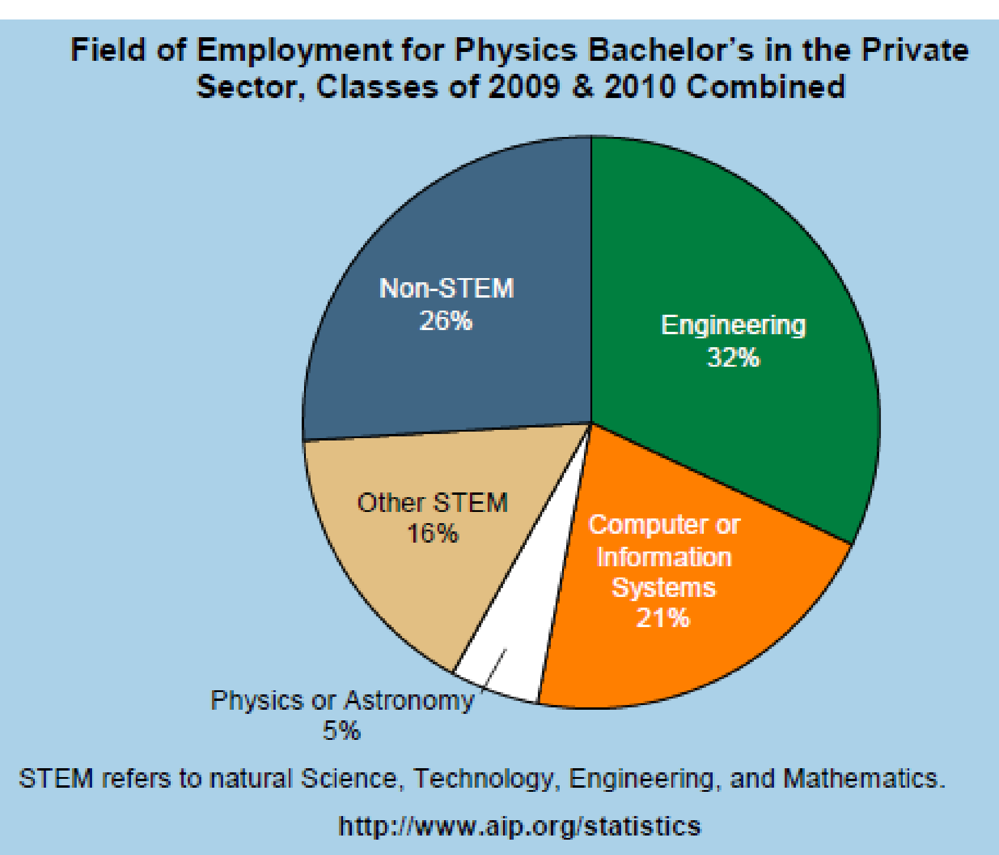 Field of Employment for Physics Bachelor's in the Private
Sector, Classes of 2009 & 2010 Combined
Non-STEM
26%
Engineering
32%
Other STEM
16%
Computer or
Information
Systems
21%
Physics or Astronomy
5%
STEM refers to natural Science, Technology, Engineering, and Mathematics.
http://www.aip.org/statistics